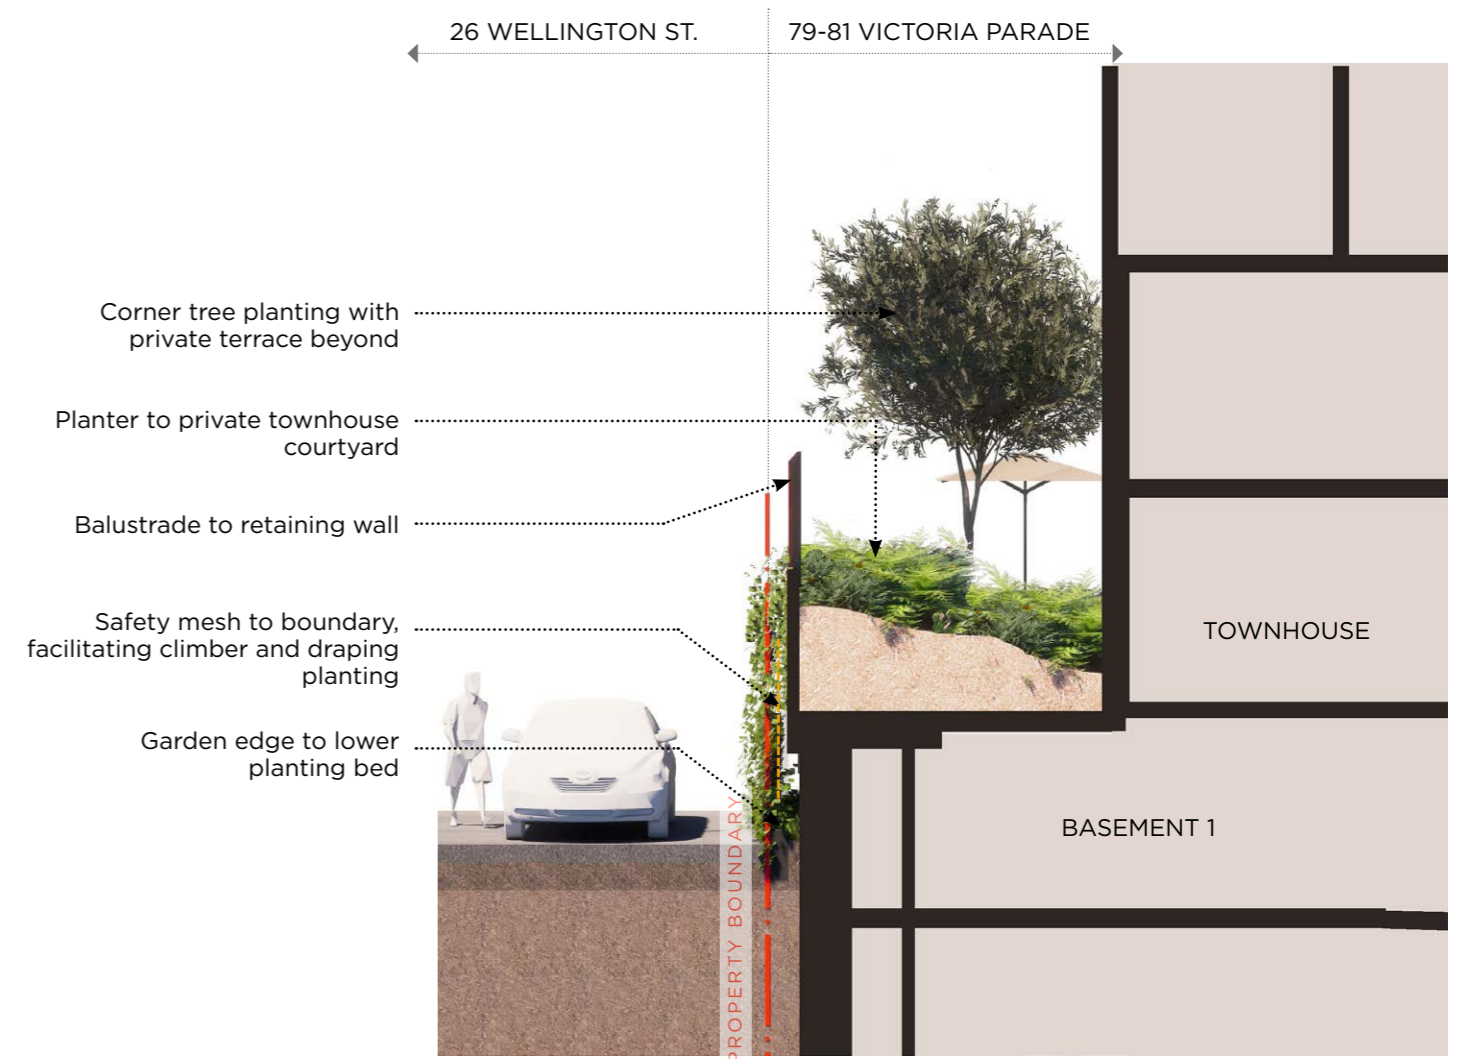 26 WELLINGTON ST.
79-81 VICTORIA PARADE
Corner tree planting with
private terrace beyond
Planter to private townhouse
courtyard
Balustrade to retaining wall
Safety mesh to boundary,
facilitating climber and draping
planting
Garden edge to lower
planting bed
TOWNHOUSE
BASEMENT 1
PROPERTY BOUNDARY